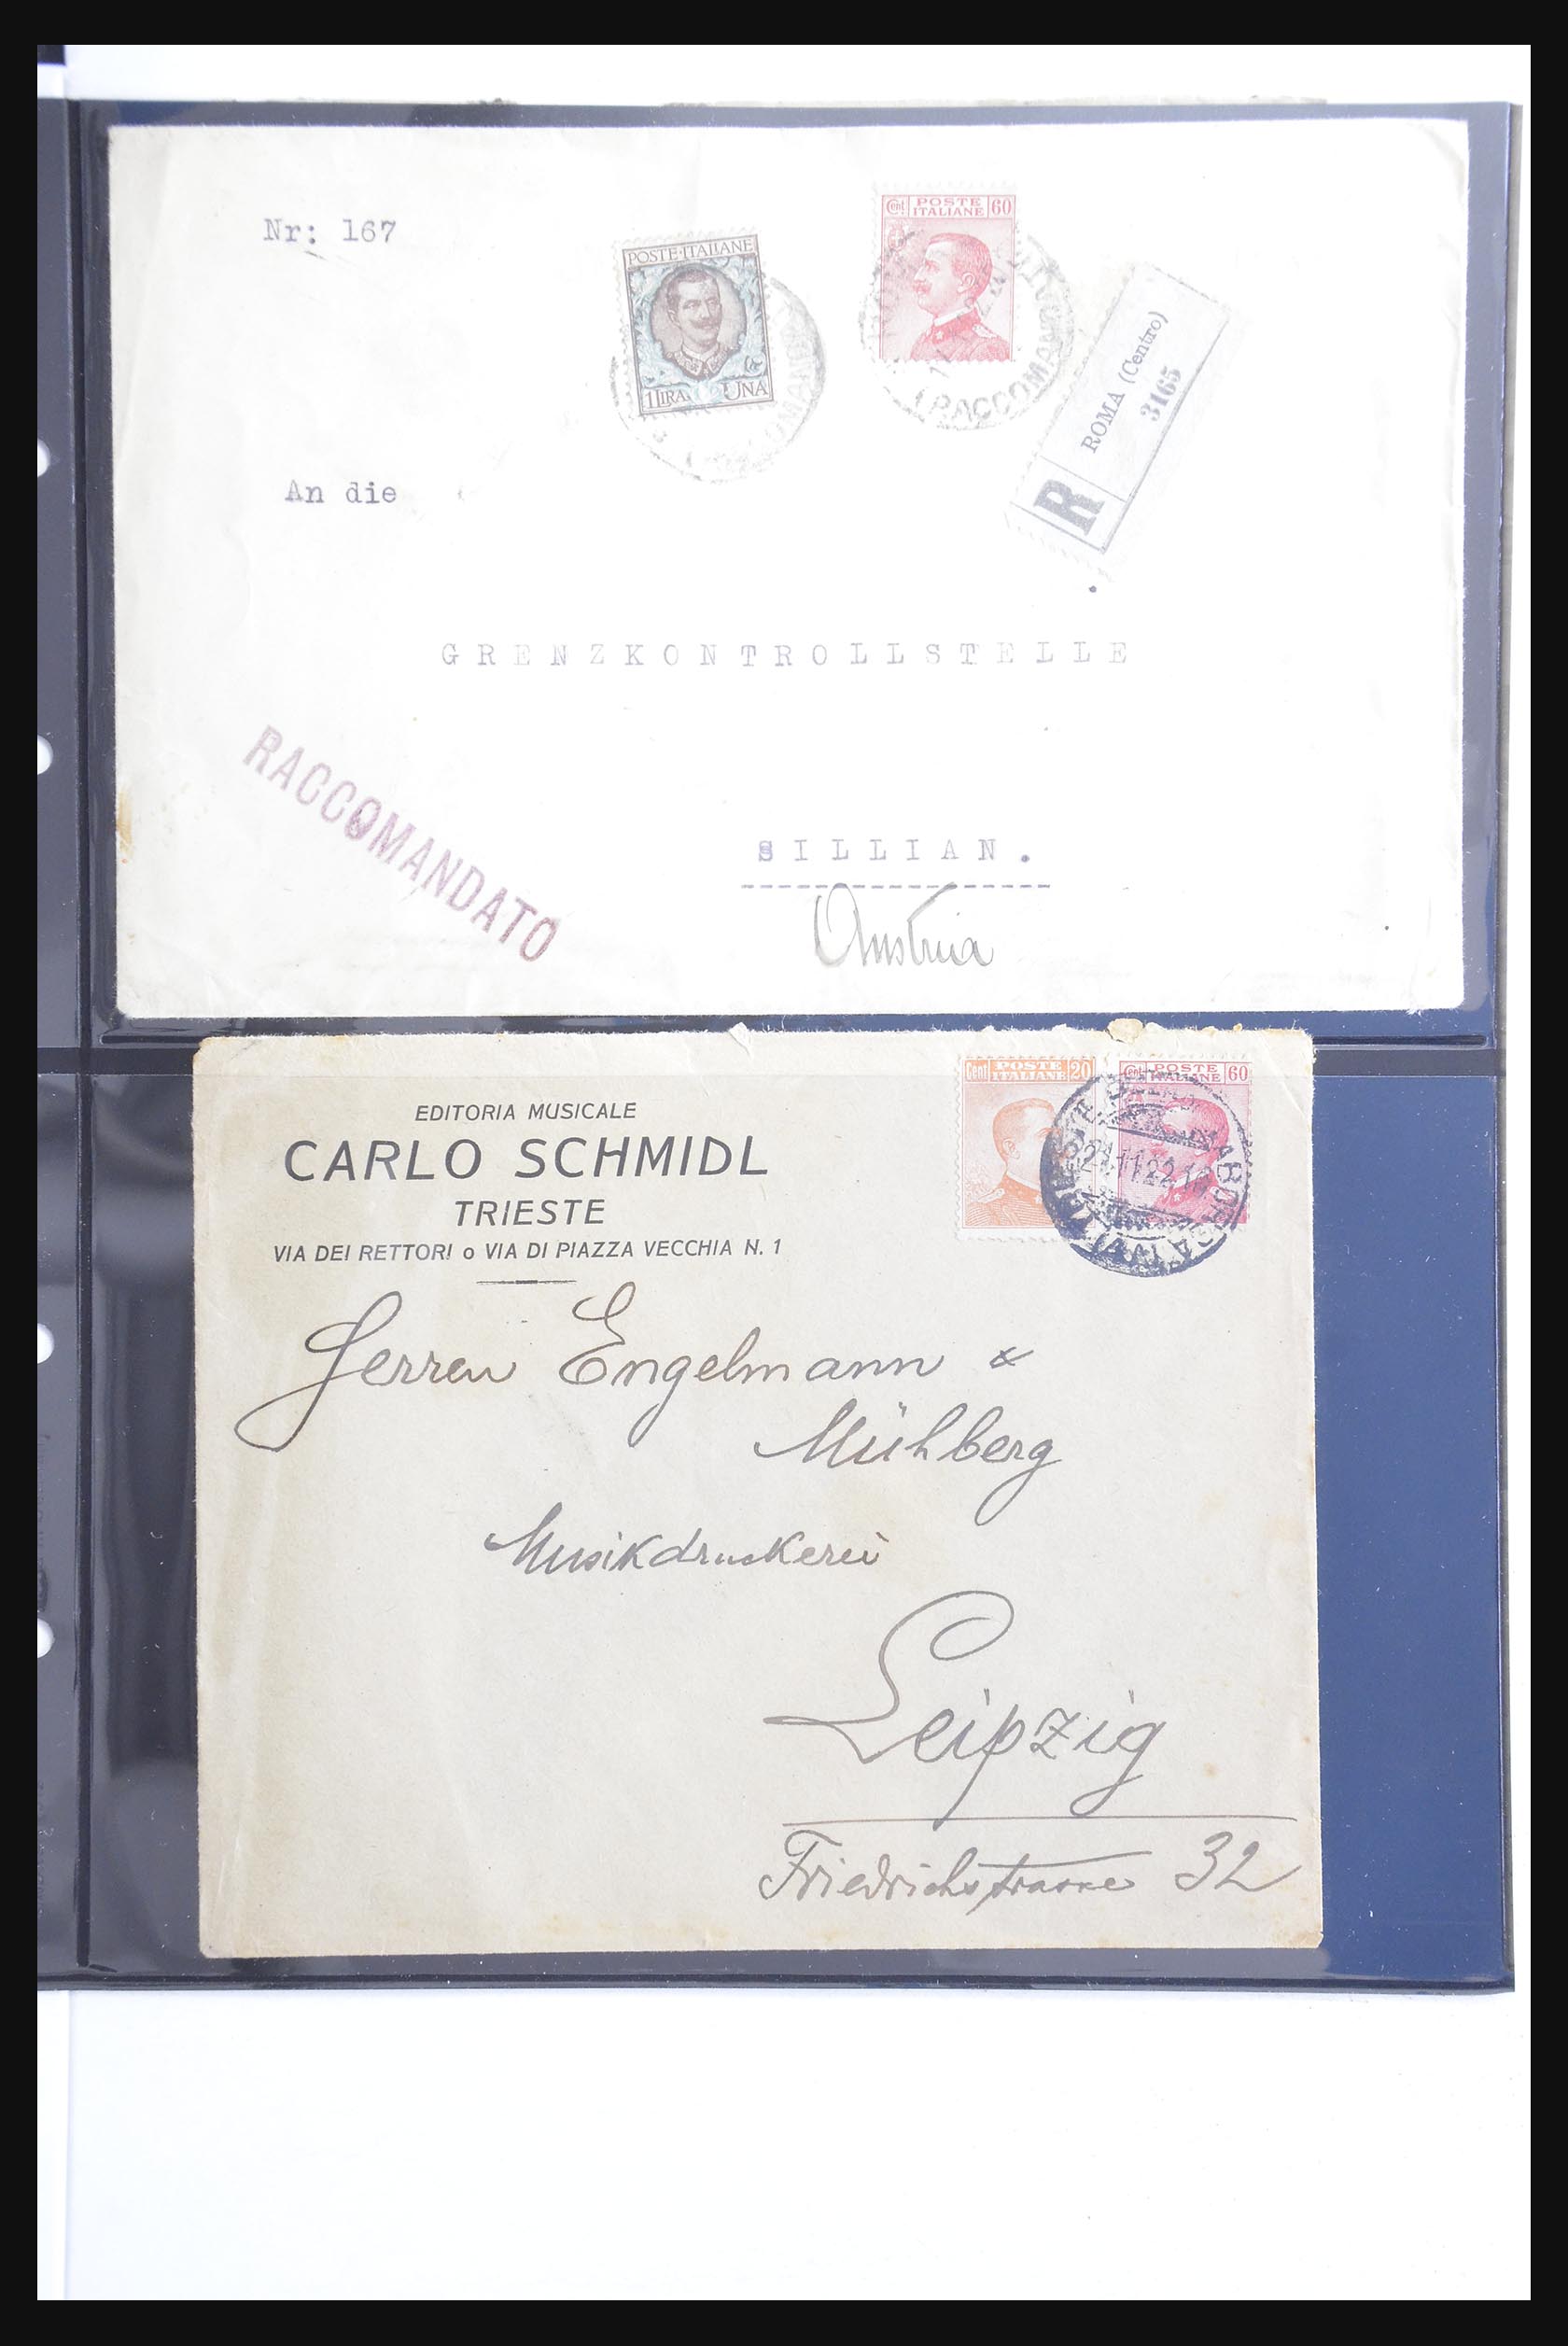 Nr: 167
POSTE·ITALIANE
1 LIRA UNA
Cent POSTE ITALIANE 60
(RACCOMAND
R ROMA (Centro)
3165
An die
GRENZKONTROLLSTELLE
RACCOMANDATO
SILLIAN.
Austria
EDITORIA MUSICALE
CARLO SCHMIDL
TRIESTE
VIA DEI RETTORI o VIA DI PIAZZA VECCHIA N. 1
Cent POSTE ITALIANE 20
Cent POSTE ITALIANE 60
Herren Engelmann &
Mühlberg
Musikdruckerei
Leipzig
Friedrichstrasse 32